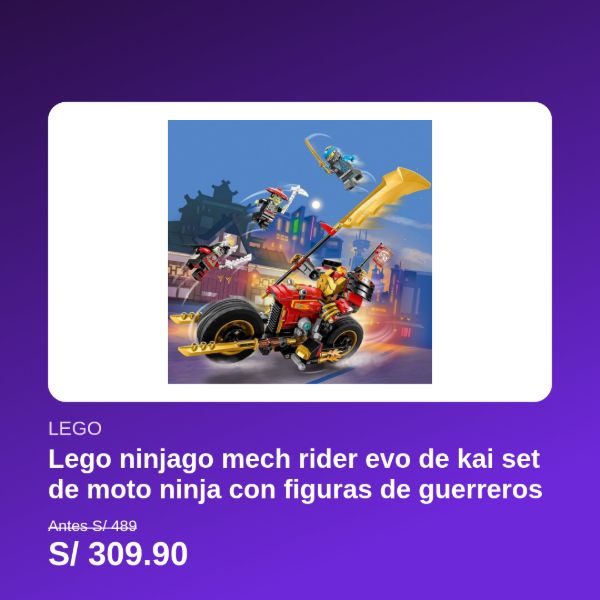 LEGO
Lego ninjago mech rider evo de kai set
de moto ninja con figuras de guerreros
Antes S/ 489
S/ 309.90